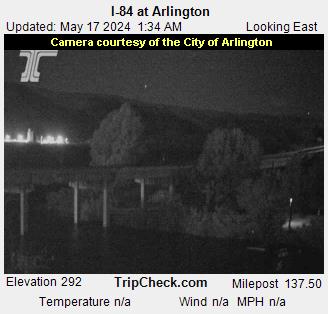 I-84 at Arlington
Updated: May 17 2024 1:34 AM Looking East
Camera courtesy of the City of Arlington
Elevation 292 TripCheck.com Milepost 137.50
Temperature n/a Wind n/a MPH n/a